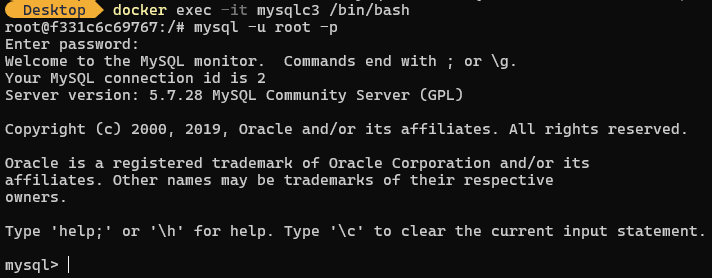 Desktop docker exec -it mysqlc3 /bin/bash
root@f331c6c69767:/# mysql -u root -p
Enter password:
Welcome to the MySQL monitor.  Commands end with ; or \g.
Your MySQL connection id is 2
Server version: 5.7.28 MySQL Community Server (GPL)
Copyright (c) 2000, 2019, Oracle and/or its affiliates. All rights reserved.
Oracle is a registered trademark of Oracle Corporation and/or its
affiliates. Other names may be trademarks of their respective
owners.
Type 'help;' or '\h' for help. Type '\c' to clear the current input statement.
mysql>